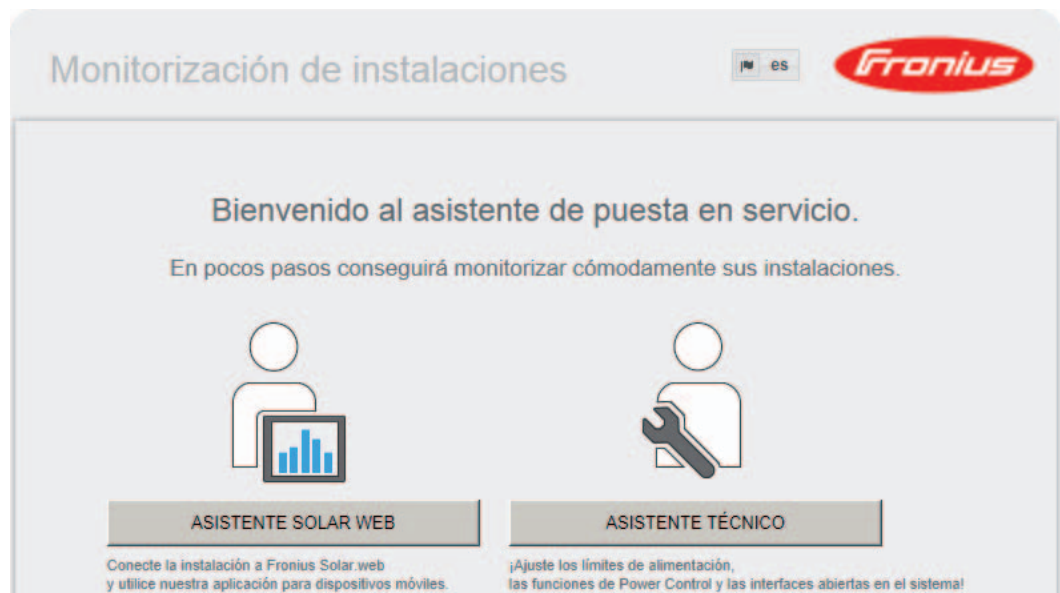 Monitorización de instalaciones
es
Fronius
Bienvenido al asistente de puesta en servicio.
En pocos pasos conseguirá monitorizar cómodamente sus instalaciones.
ASISTENTE SOLAR WEB
Conecte la instalación a Fronius Solar.web
y utilice nuestra aplicación para dispositivos móviles.
ASISTENTE TÉCNICO
¡Ajuste los límites de alimentación,
las funciones de Power Control y las interfaces abiertas en el sistema!